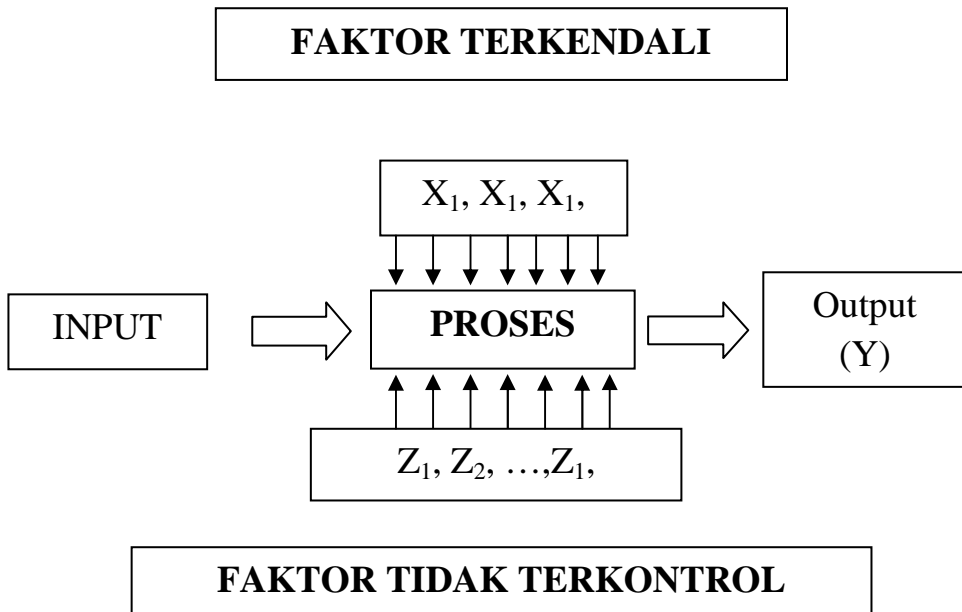 FAKTOR TERKENDALI
X₁, X₁, X₁,
INPUT
PROSES
Output
(Y)
Z₁, Z₂, …,Z₁,
FAKTOR TIDAK TERKONTROL